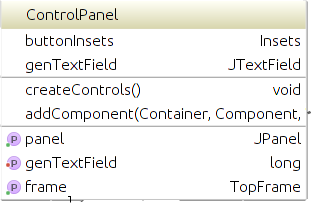 ControlPanel
buttonInsets Insets
genTextField JTextField
createControls() void
addComponent(Container, Component,
P panel JPanel
P genTextField long
P frame TopFrame